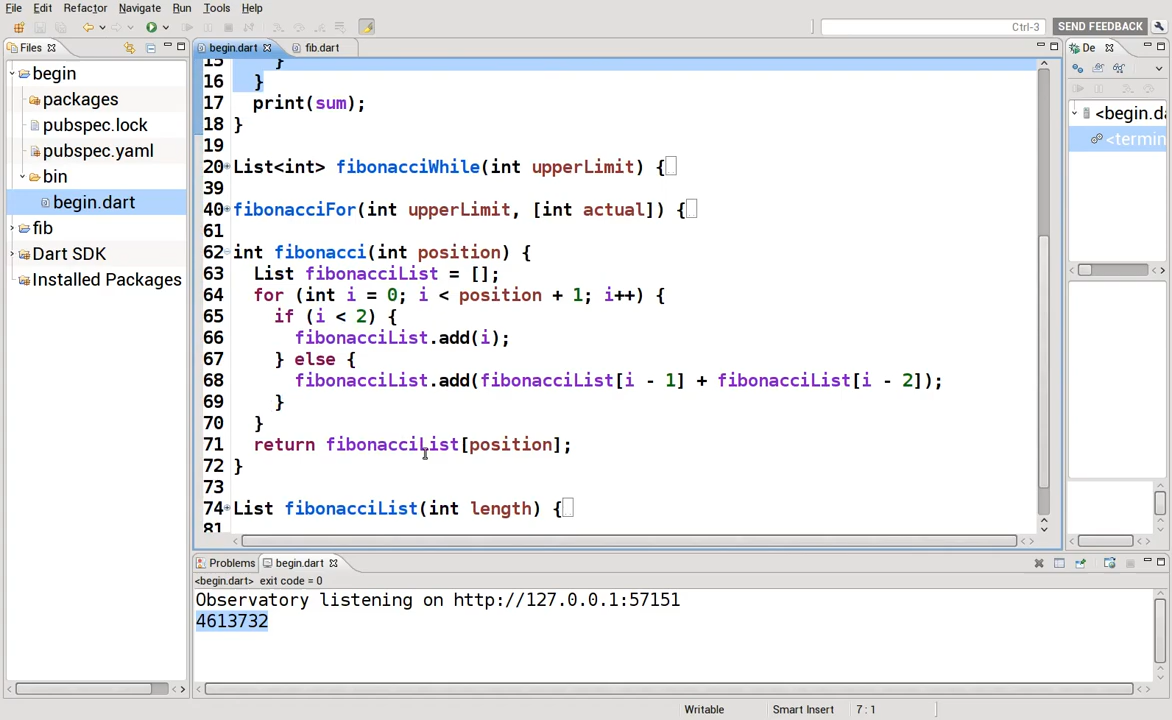 File Edit Refactor Navigate Run Tools Help
Ctrl-3 SEND FEEDBACK
Files
begin
packages
pubspec.lock
pubspec.yaml
bin
begin.dart
fib
Dart SDK
Installed Packages
begin.dart fib.dart
15 }
16 }
17 print(sum);
18 }
19
20 List<int> fibonacciWhile(int upperLimit) {
39
40 fibonacciFor(int upperLimit, [int actual]) {
61
62 int fibonacci(int position) {
63 List fibonacciList = [];
64 for (int i = 0; i < position + 1; i++) {
65 if (i < 2) {
66 fibonacciList.add(i);
67 } else {
68 fibonacciList.add(fibonacciList[i - 1] + fibonacciList[i - 2]);
69 }
70 }
71 return fibonacciList[position];
72 }
73
74 List fibonacciList(int length) {
81
De
<begin.da
<termin
Problems begin.dart
<begin.dart> exit code = 0
Observatory listening on http://127.0.0.1:57151
4613732
Writable Smart Insert 7 : 1